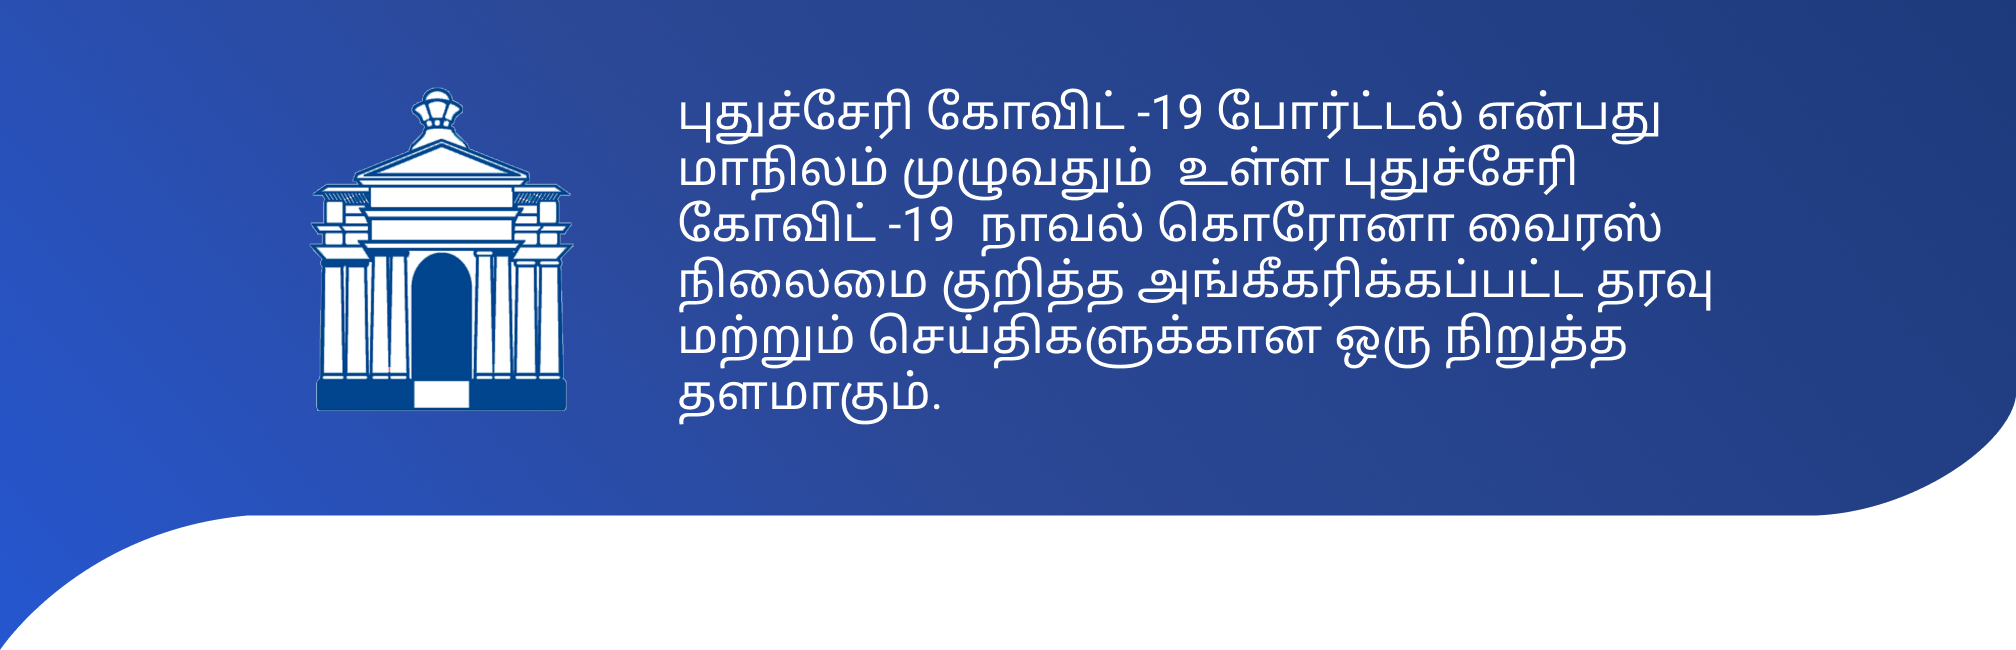 புதுச்சேரி கோவிட் -19 போர்ட்டல் என்பது
மாநிலம் முழுவதும் உள்ள புதுச்சேரி
கோவிட் -19 நாவல் கொரோனா வைரஸ்
நிலைமை குறித்த அங்கீகரிக்கப்பட்ட தரவு
மற்றும் செய்திகளுக்கான ஒரு நிறுத்த
தளமாகும்.